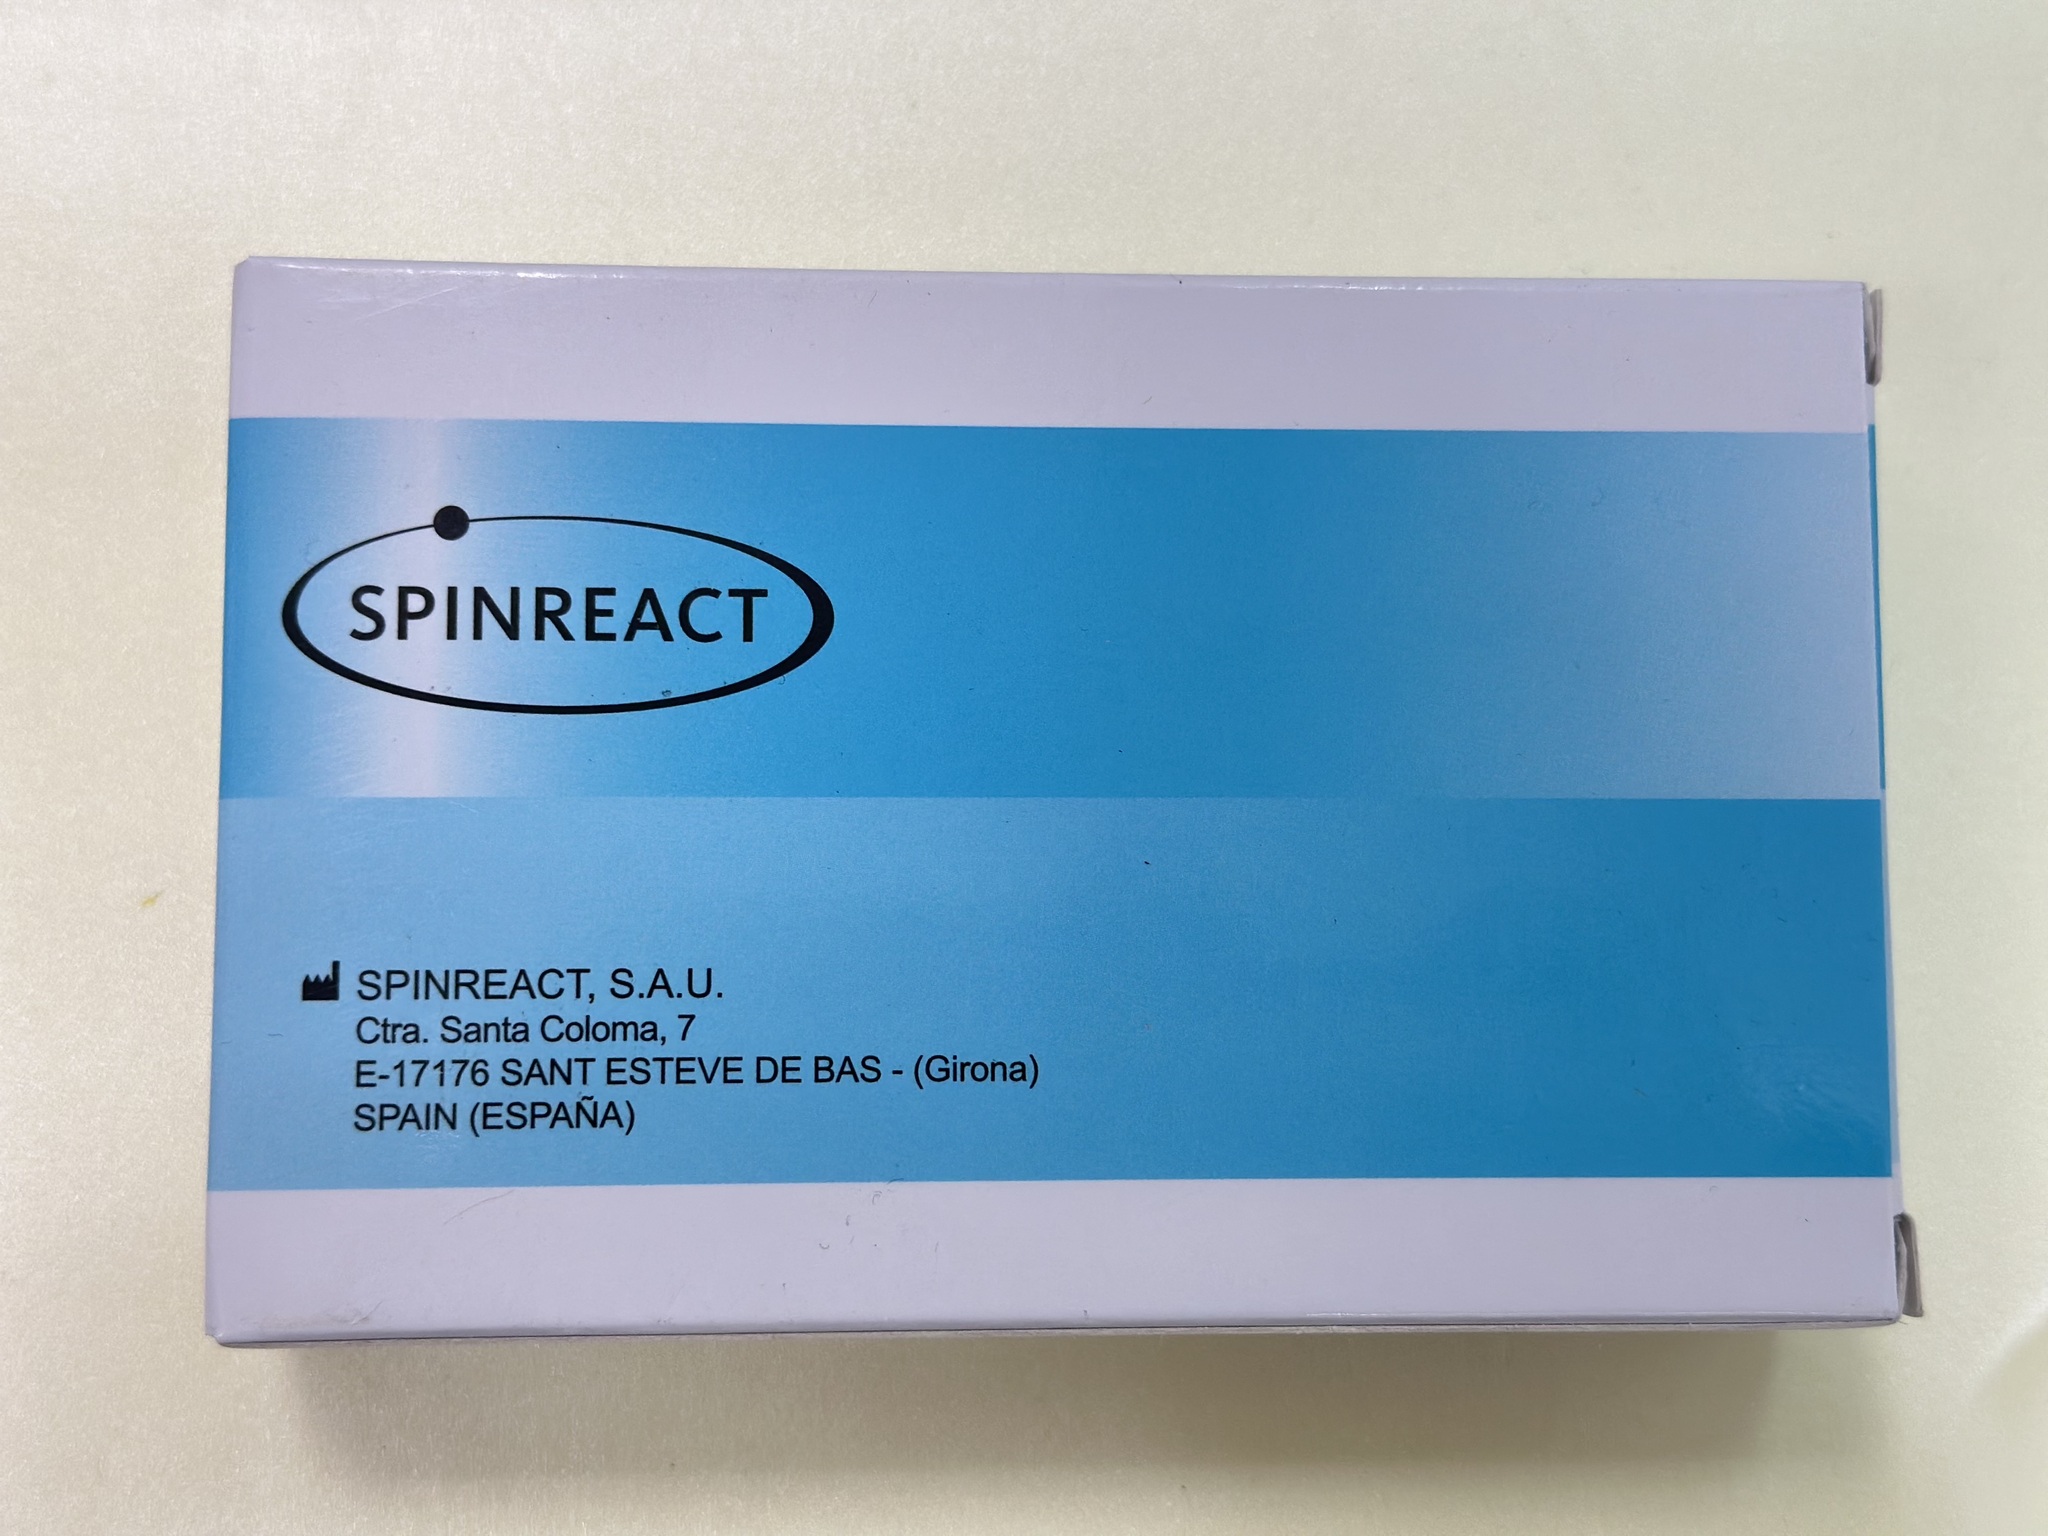 SPINREACT
SPINREACT, S.A.U.
Ctra. Santa Coloma, 7
E-17176 SANT ESTEVE DE BAS - (Girona)
SPAIN (ESPAÑA)